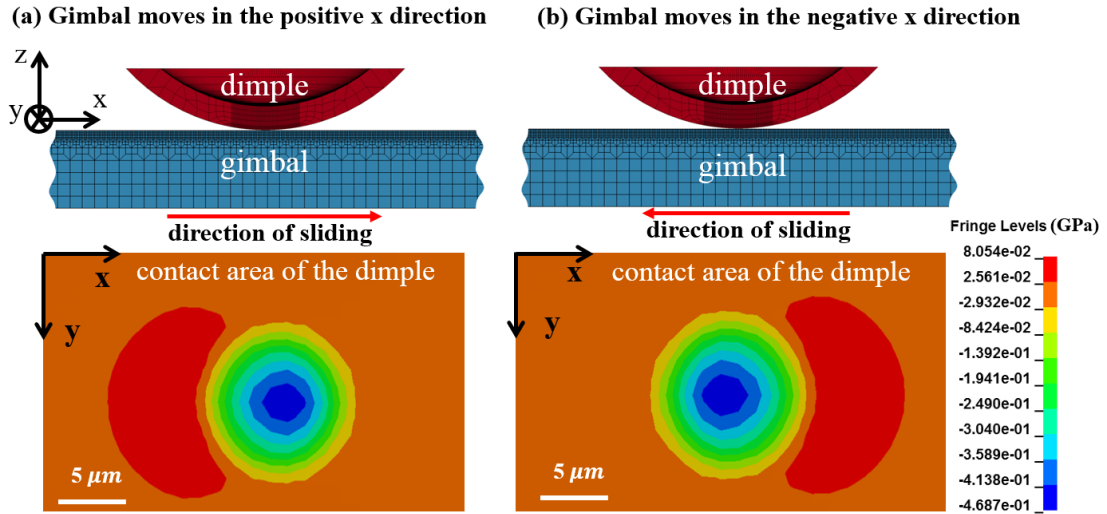 (a) Gimbal moves in the positive x direction
(b) Gimbal moves in the negative x direction
z
y
x
dimple
gimbal
direction of sliding
dimple
gimbal
direction of sliding
x
y
contact area of the dimple
5 μm
x
y
contact area of the dimple
5 μm
Fringe Levels (GPa)
8.054e-02
2.561e-02
-2.932e-02
-8.424e-02
-1.392e-01
-1.941e-01
-2.490e-01
-3.040e-01
-3.589e-01
-4.138e-01
-4.687e-01